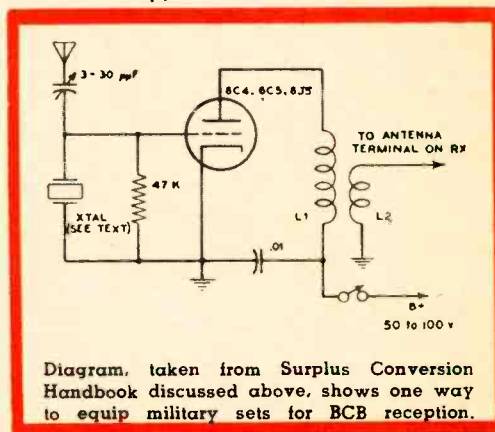 3-30 µµF
6C4, 6C5, 6J5
TO ANTENNA
TERMINAL ON RX
47 K
XTAL
(SEE TEXT)
L1
L2
.01
B+
50 to 100 v
Diagram, taken from Surplus Conversion
Handbook discussed above, shows one way
to equip military sets for BCB reception.